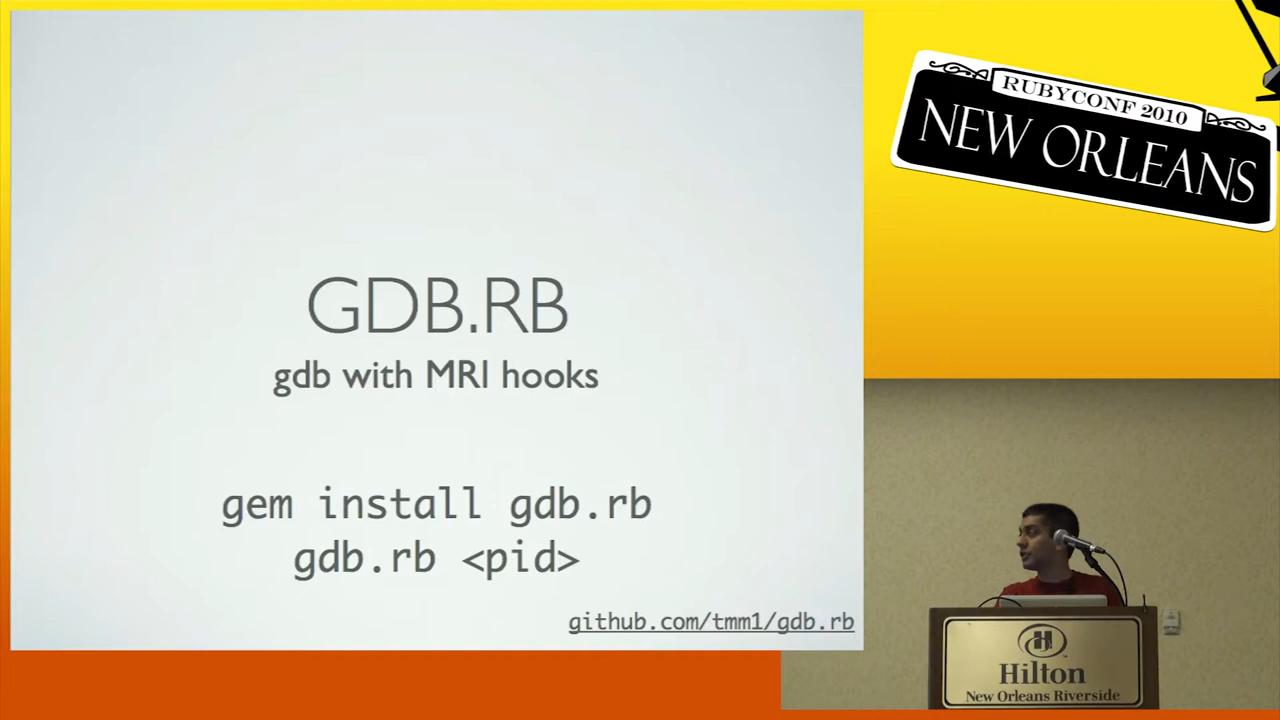 GDB.RB
gdb with MRI hooks
gem install gdb.rb
gdb.rb <pid>
github.com/tmm1/gdb.rb
RUBYCONF 2010
NEW ORLEANS
Hilton
New Orleans Riverside